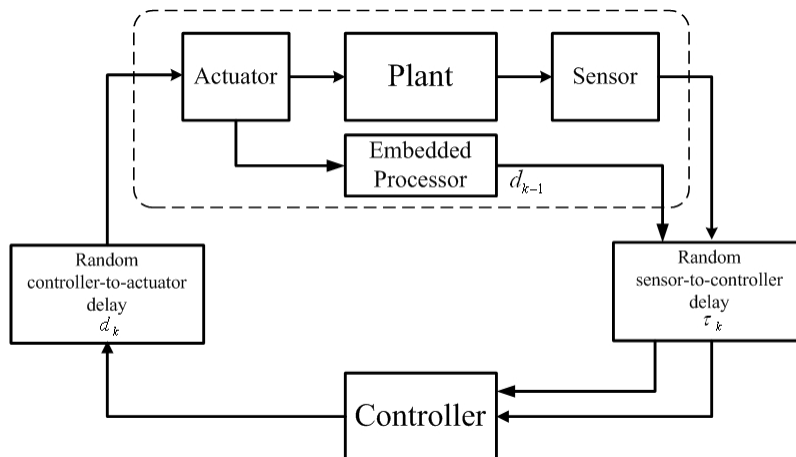 Actuator
Plant
Sensor
Embedded
Processor
d_{k-1}
Random
controller-to-actuator
delay
d_k
Random
sensor-to-controller
delay
τ_k
Controller